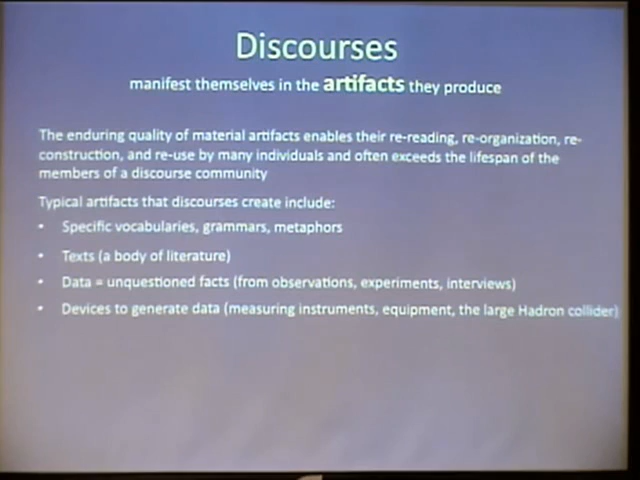 Discourses
manifest themselves in the artifacts they produce
The enduring quality of material artifacts enables their re-reading, re-organization, re-
construction, and re-use by many individuals and often exceeds the lifespan of the
members of a discourse community
Typical artifacts that discourses create include:
• Specific vocabularies, grammars, metaphors
• Texts (a body of literature)
• Data = unquestioned facts (from observations, experiments, interviews)
• Devices to generate data (measuring instruments, equipment, the large Hadron collider)